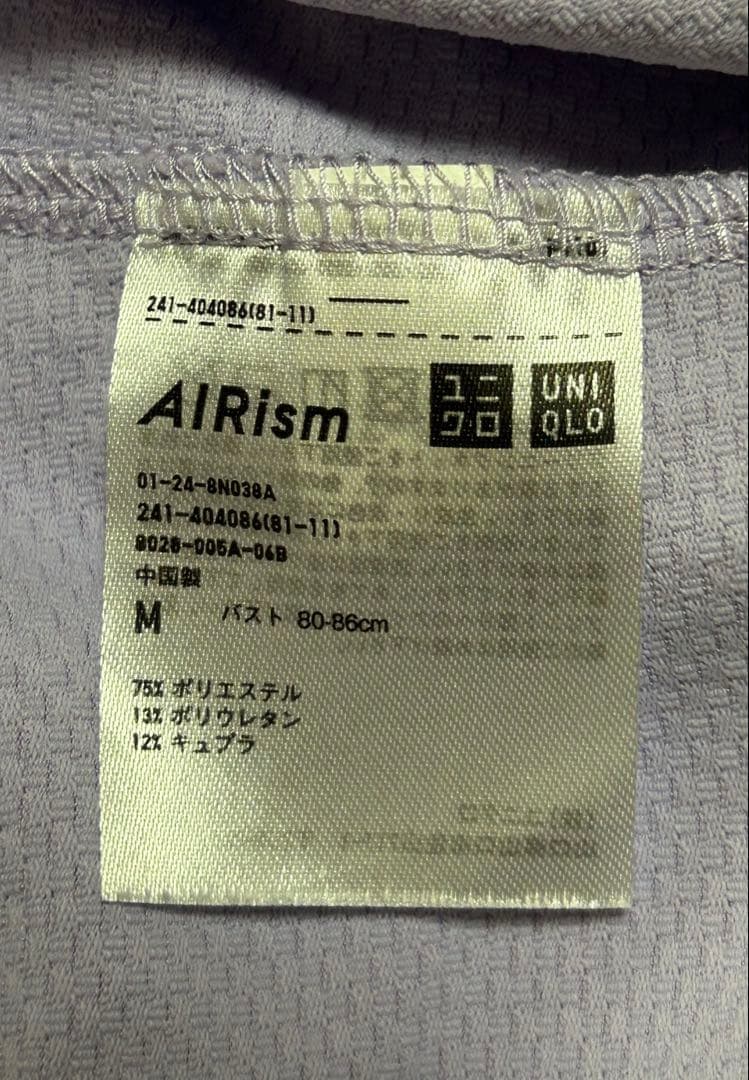 241-404086(81-11)
AIRism
ユニ
クロ
UNI
QLO
01-24-8N038A
241-404086(81-11)
8028-005A-06B
中国製
M バスト 80-86cm
75% ポリエステル
13% ポリウレタン
12% キュプラ